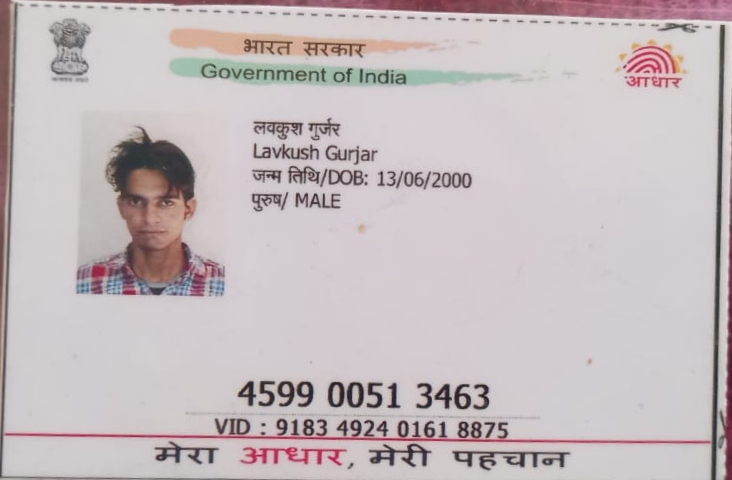 भारत सरकार
Government of India
आधार
लवकुश गुर्जर
Lavkush Gurjar
जन्म तिथि/DOB: 13/06/2000
पुरुष/ MALE
4599 0051 3463
VID : 9183 4924 0161 8875
मेरा आधार, मेरी पहचान